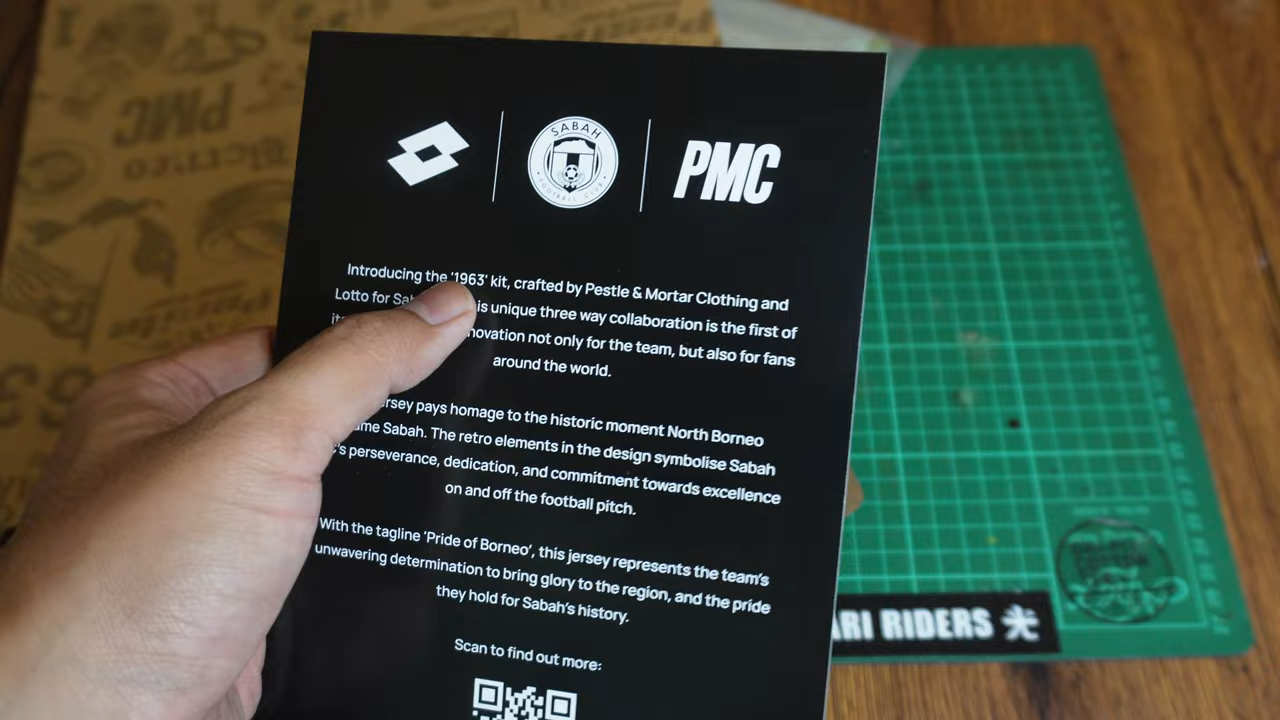 SABAH
FOOTBALL CLUB
PMC
Introducing the '1963' kit, crafted by Pestle & Mortar Clothing and
Lotto for is unique three way collaboration is the first of
not only for the team, but also for fans
around the world.
pays homage to the historic moment North Borneo
Sabah. The retro elements in the design symbolise Sabah
perseverance, dedication, and commitment towards excellence
on and off the football pitch.
With the tagline 'Pride of Borneo', this jersey represents the team's
unwavering determination to bring glory to the region, and the pride
they hold for Sabah's history.
Scan to find out more:
PMC
RIDERS